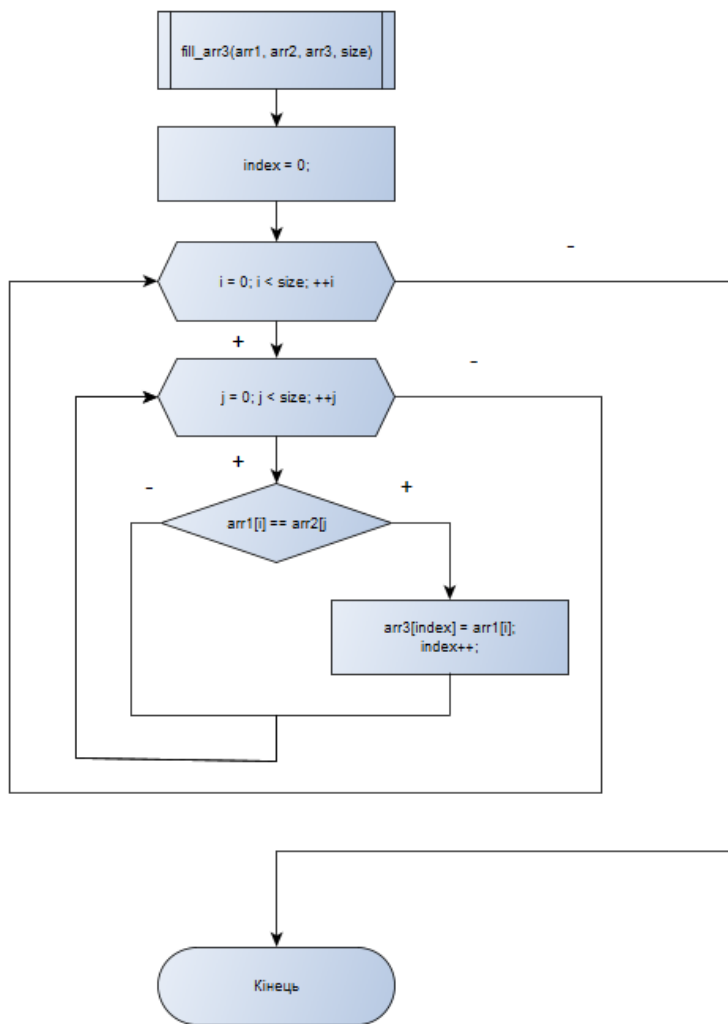 fill_arr3(arr1, arr2, arr3, size)
index = 0;
-
i = 0; i < size; ++i
+
-
j = 0; j < size; ++j
+
-
+
arr1[i] == arr2[j
arr3[index] = arr1[i];
index++;
Кінець